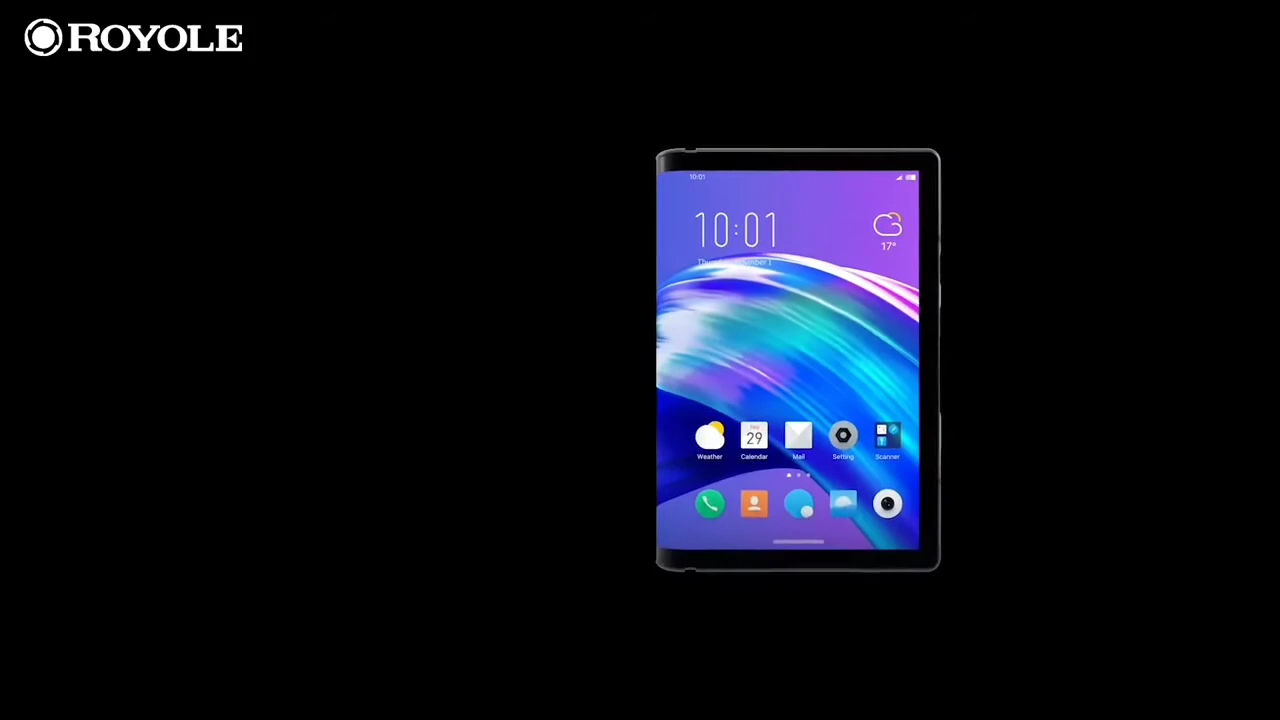 ROYOLE
10:01
10:01
17°
29
Weather
Calendar
Mail
Setting
Scanner